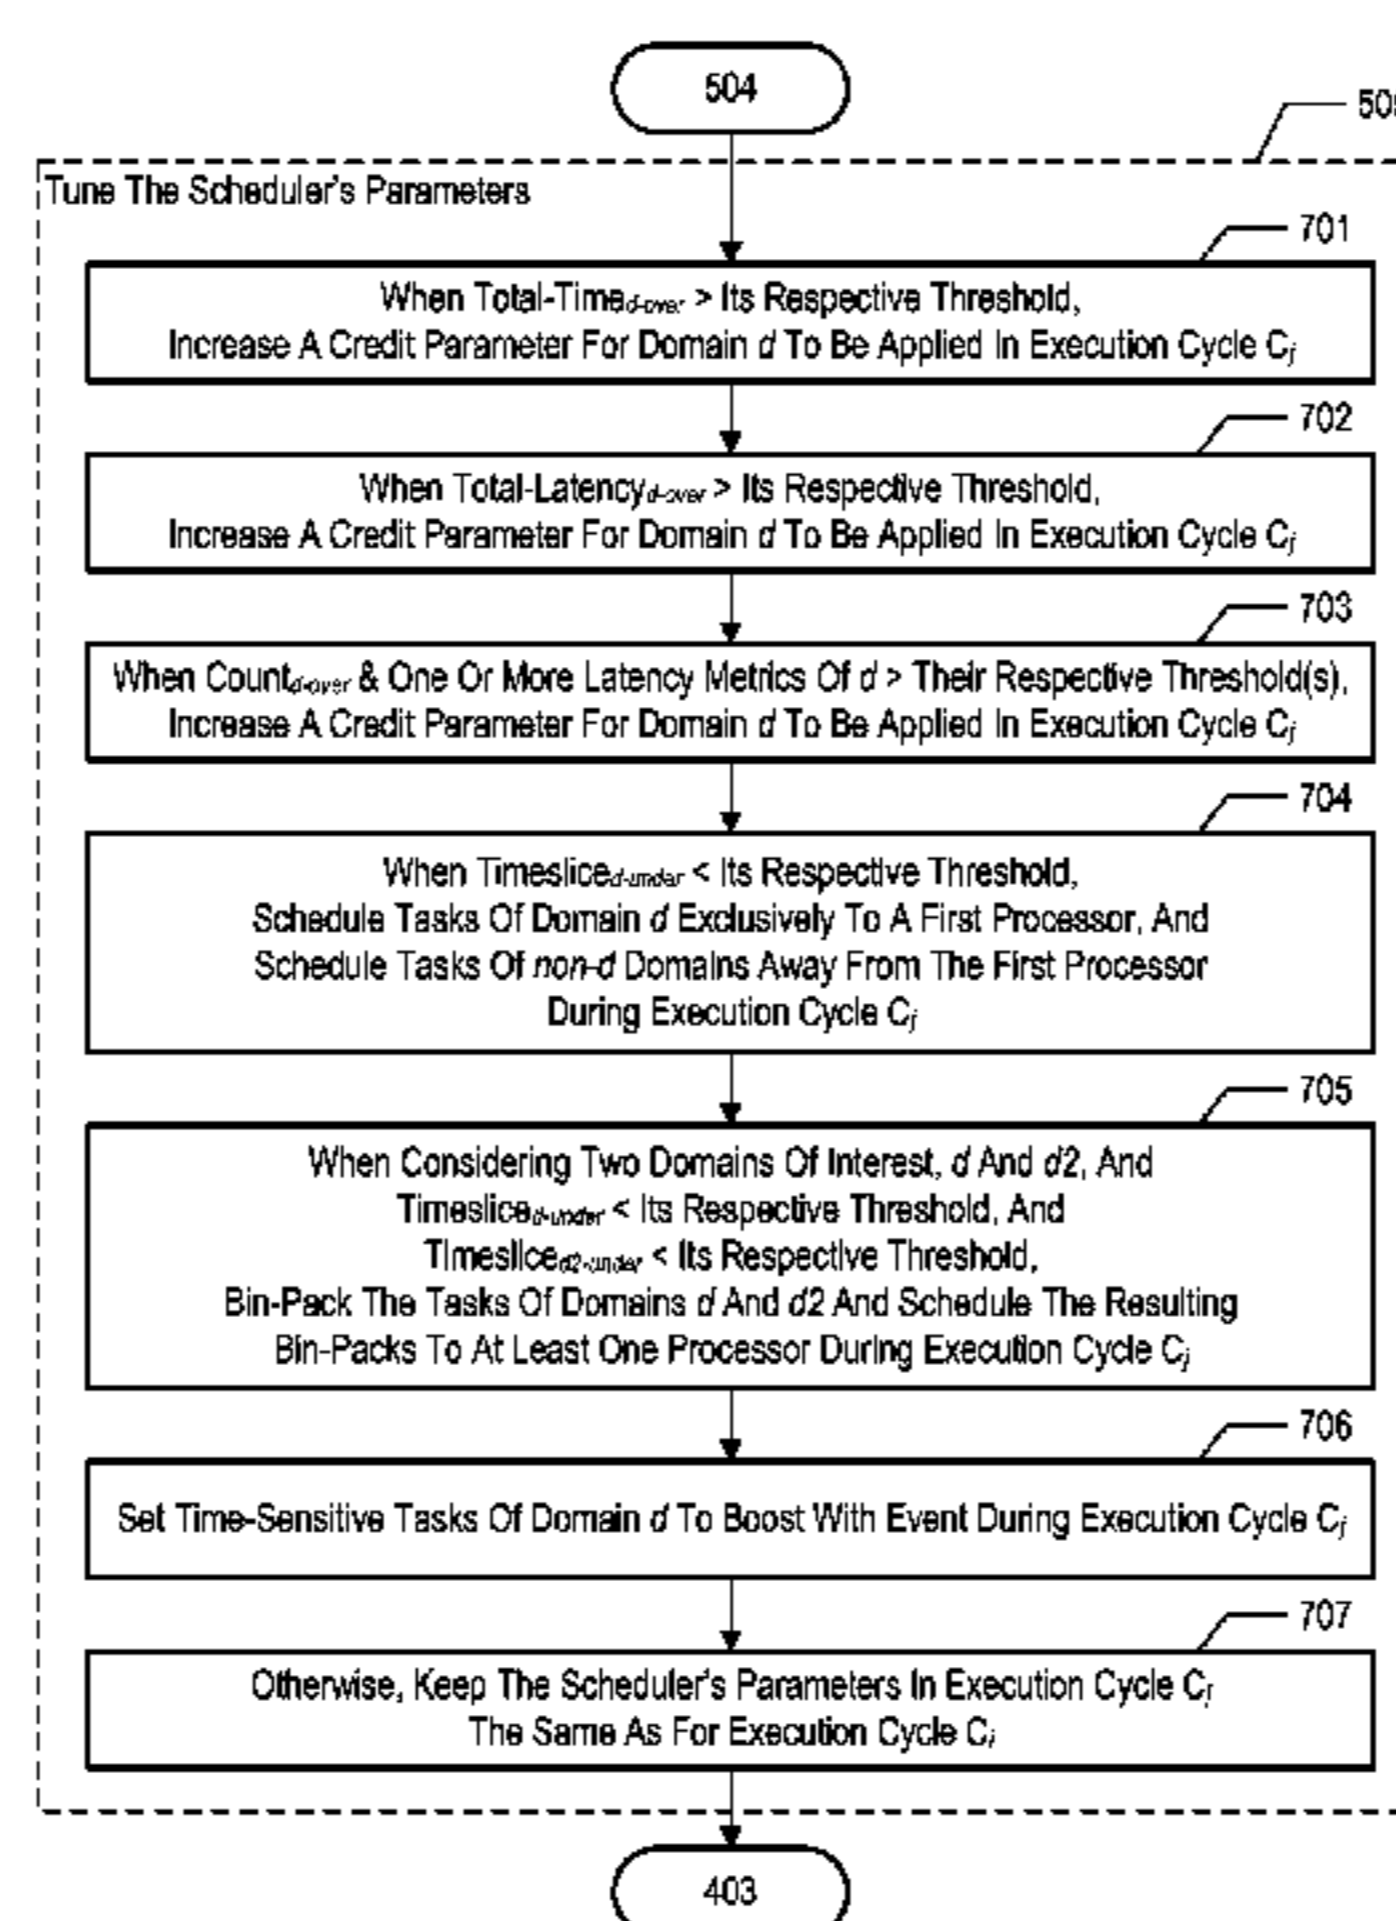 504
Tune The Scheduler's Parameters
701
When Total-Time d-over > Its Respective Threshold,
Increase A Credit Parameter For Domain d To Be Applied In Execution Cycle Cj
702
When Total-Latency d-over > Its Respective Threshold,
Increase A Credit Parameter For Domain d To Be Applied In Execution Cycle Cj
703
When Count d-over & One Or More Latency Metrics Of d > Their Respective Threshold(s),
Increase A Credit Parameter For Domain d To Be Applied In Execution Cycle Cj
704
When Timeslice d-under < Its Respective Threshold,
Schedule Tasks Of Domain d Exclusively To A First Processor, And
Schedule Tasks Of non-d Domains Away From The First Processor
During Execution Cycle Cj
705
When Considering Two Domains Of Interest, d And d2, And
Timeslice d-under < Its Respective Threshold, And
Timeslice d2-under < Its Respective Threshold,
Bin-Pack The Tasks Of Domains d And d2 And Schedule The Resulting
Bin-Packs To At Least One Processor During Execution Cycle Cj
706
Set Time-Sensitive Tasks Of Domain d To Boost With Event During Execution Cycle Cj
707
Otherwise, Keep The Scheduler's Parameters In Execution Cycle Cj
The Same As For Execution Cycle Ci
403